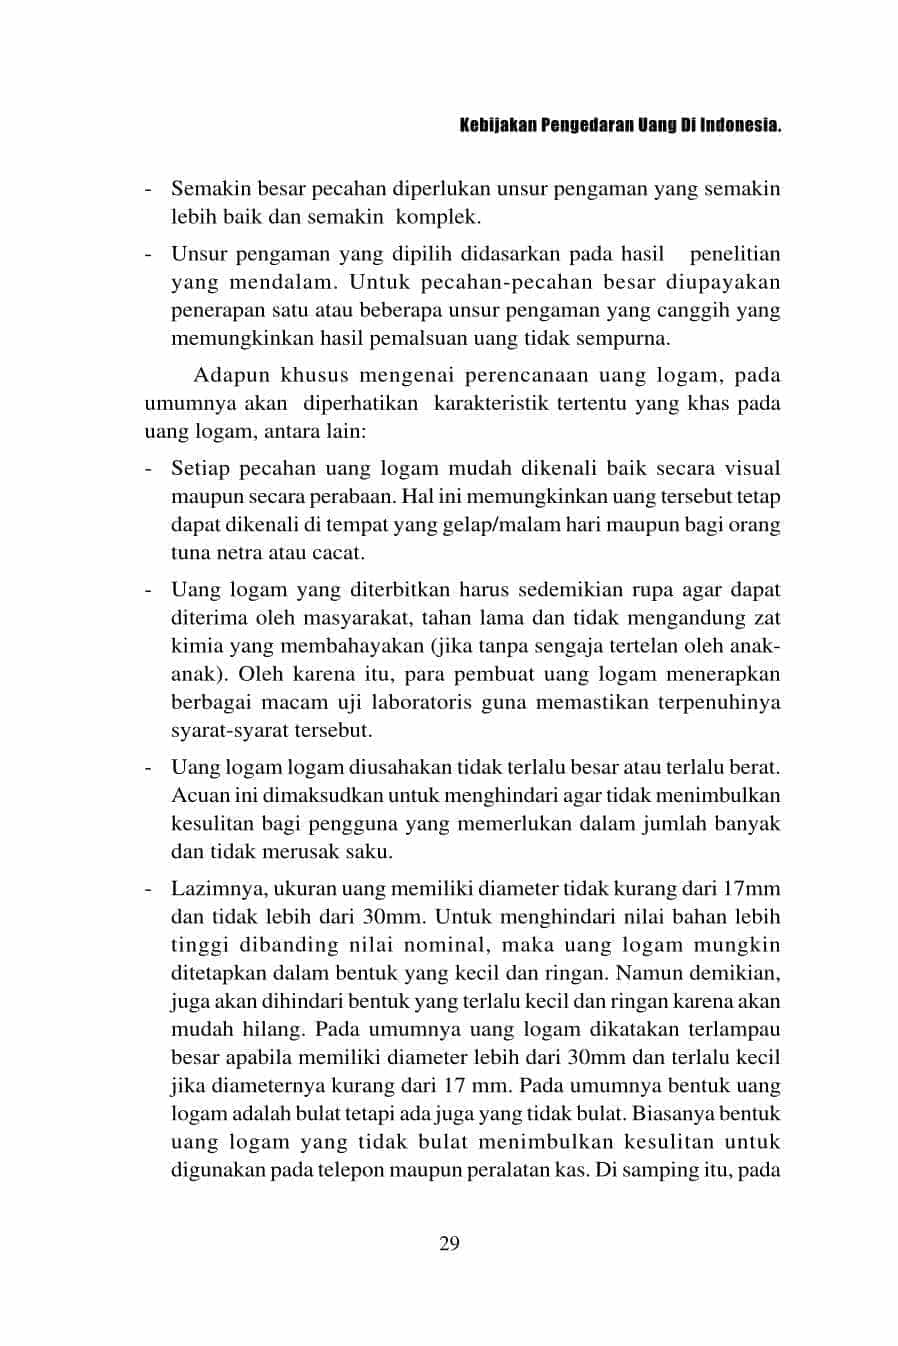 Kebijakan Pengedaran Uang Di Indonesia.
- Semakin besar pecahan diperlukan unsur pengaman yang semakin
lebih baik dan semakin komplek.
- Unsur pengaman yang dipilih didasarkan pada hasil penelitian
yang mendalam. Untuk pecahan-pecahan besar diupayakan
penerapan satu atau beberapa unsur pengaman yang canggih yang
memungkinkan hasil pemalsuan uang tidak sempurna.
Adapun khusus mengenai perencanaan uang logam, pada
umumnya akan diperhatikan karakteristik tertentu yang khas pada
uang logam, antara lain:
- Setiap pecahan uang logam mudah dikenali baik secara visual
maupun secara perabaan. Hal ini memungkinkan uang tersebut tetap
dapat dikenali di tempat yang gelap/malam hari maupun bagi orang
tuna netra atau cacat.
- Uang logam yang diterbitkan harus sedemikian rupa agar dapat
diterima oleh masyarakat, tahan lama dan tidak mengandung zat
kimia yang membahayakan (jika tanpa sengaja tertelan oleh anak-
anak). Oleh karena itu, para pembuat uang logam menerapkan
berbagai macam uji laboratoris guna memastikan terpenuhinya
syarat-syarat tersebut.
- Uang logam logam diusahakan tidak terlalu besar atau terlalu berat.
Acuan ini dimaksudkan untuk menghindari agar tidak menimbulkan
kesulitan bagi pengguna yang memerlukan dalam jumlah banyak
dan tidak merusak saku.
- Lazimnya, ukuran uang memiliki diameter tidak kurang dari 17mm
dan tidak lebih dari 30mm. Untuk menghindari nilai bahan lebih
tinggi dibanding nilai nominal, maka uang logam mungkin
ditetapkan dalam bentuk yang kecil dan ringan. Namun demikian,
juga akan dihindari bentuk yang terlalu kecil dan ringan karena akan
mudah hilang. Pada umumnya uang logam dikatakan terlampau
besar apabila memiliki diameter lebih dari 30mm dan terlalu kecil
jika diameternya kurang dari 17 mm. Pada umumnya bentuk uang
logam adalah bulat tetapi ada juga yang tidak bulat. Biasanya bentuk
uang logam yang tidak bulat menimbulkan kesulitan untuk
digunakan pada telepon maupun peralatan kas. Di samping itu, pada
29